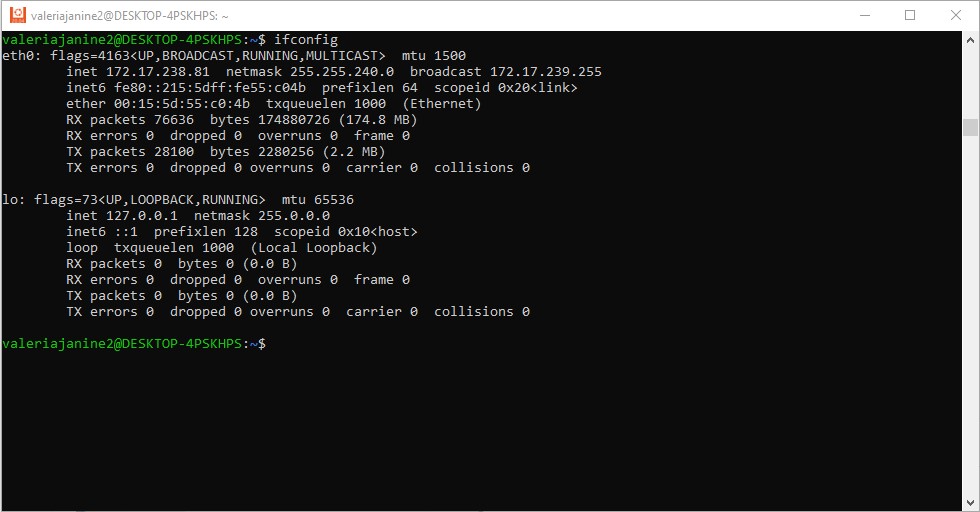 valeriajanine2@DESKTOP-4PSKHPS: ~
valeriajanine2@DESKTOP-4PSKHPS:~$ ifconfig
eth0: flags=4163<UP,BROADCAST,RUNNING,MULTICAST>  mtu 1500
        inet 172.17.238.81  netmask 255.255.240.0  broadcast 172.17.239.255
        inet6 fe80::215:5dff:fe55:c04b  prefixlen 64  scopeid 0x20<link>
        ether 00:15:5d:55:c0:4b  txqueuelen 1000  (Ethernet)
        RX packets 76636  bytes 174880726 (174.8 MB)
        RX errors 0  dropped 0  overruns 0  frame 0
        TX packets 28100  bytes 2280256 (2.2 MB)
        TX errors 0  dropped 0 overruns 0  carrier 0  collisions 0

lo: flags=73<UP,LOOPBACK,RUNNING>  mtu 65536
        inet 127.0.0.1  netmask 255.0.0.0
        inet6 ::1  prefixlen 128  scopeid 0x10<host>
        loop  txqueuelen 1000  (Local Loopback)
        RX packets 0  bytes 0 (0.0 B)
        RX errors 0  dropped 0  overruns 0  frame 0
        TX packets 0  bytes 0 (0.0 B)
        TX errors 0  dropped 0 overruns 0  carrier 0  collisions 0

valeriajanine2@DESKTOP-4PSKHPS:~$